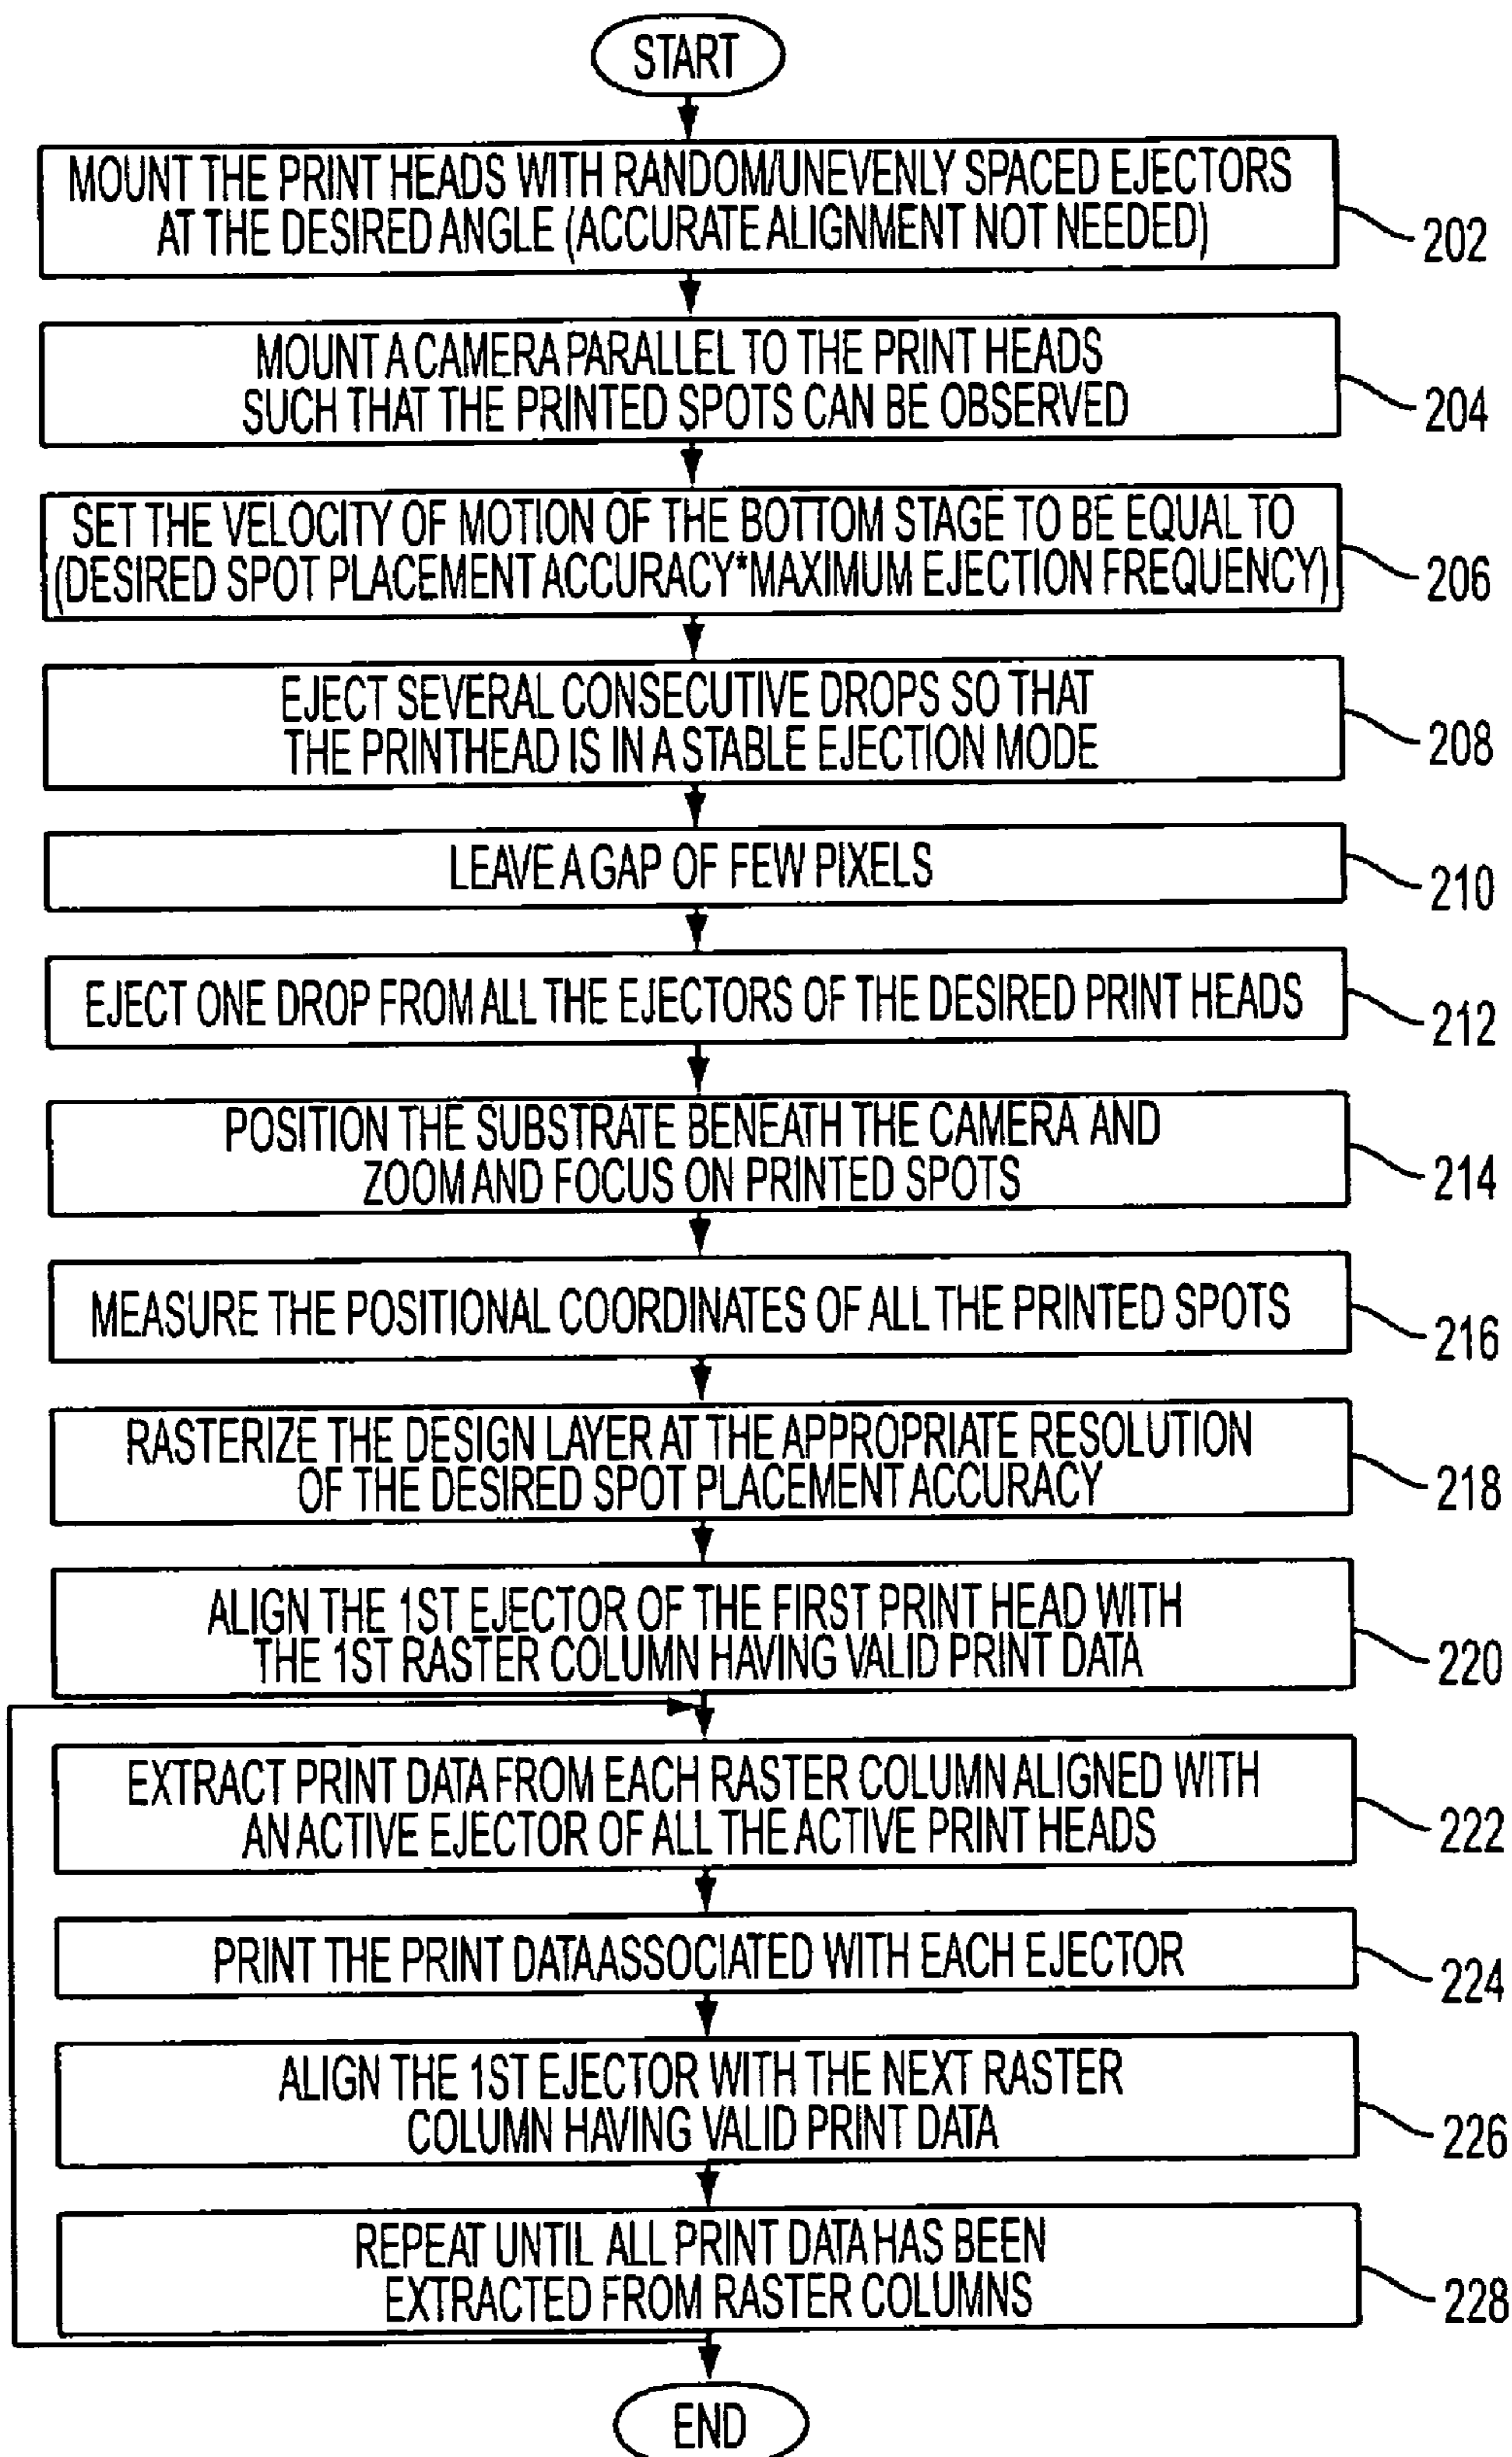 START
MOUNT THE PRINT HEADS WITH RANDOM/UNEVENLY SPACED EJECTORS
AT THE DESIRED ANGLE (ACCURATE ALIGNMENT NOT NEEDED)
202
MOUNT A CAMERA PARALLEL TO THE PRINT HEADS
SUCH THAT THE PRINTED SPOTS CAN BE OBSERVED
204
SET THE VELOCITY OF MOTION OF THE BOTTOM STAGE TO BE EQUAL TO
(DESIRED SPOT PLACEMENT ACCURACY*MAXIMUM EJECTION FREQUENCY)
206
EJECT SEVERAL CONSECUTIVE DROPS SO THAT
THE PRINTHEAD IS IN A STABLE EJECTION MODE
208
LEAVE A GAP OF FEW PIXELS
210
EJECT ONE DROP FROM ALL THE EJECTORS OF THE DESIRED PRINT HEADS
212
POSITION THE SUBSTRATE BENEATH THE CAMERA AND
ZOOM AND FOCUS ON PRINTED SPOTS
214
MEASURE THE POSITIONAL COORDINATES OF ALL THE PRINTED SPOTS
216
RASTERIZE THE DESIGN LAYER AT THE APPROPRIATE RESOLUTION
OF THE DESIRED SPOT PLACEMENT ACCURACY
218
ALIGN THE 1ST EJECTOR OF THE FIRST PRINT HEAD WITH
THE 1ST RASTER COLUMN HAVING VALID PRINT DATA
220
EXTRACT PRINT DATA FROM EACH RASTER COLUMN ALIGNED WITH
AN ACTIVE EJECTOR OF ALL THE ACTIVE PRINT HEADS
222
PRINT THE PRINT DATA ASSOCIATED WITH EACH EJECTOR
224
ALIGN THE 1ST EJECTOR WITH THE NEXT RASTER
COLUMN HAVING VALID PRINT DATA
226
REPEAT UNTIL ALL PRINT DATA HAS BEEN
EXTRACTED FROM RASTER COLUMNS
228
END